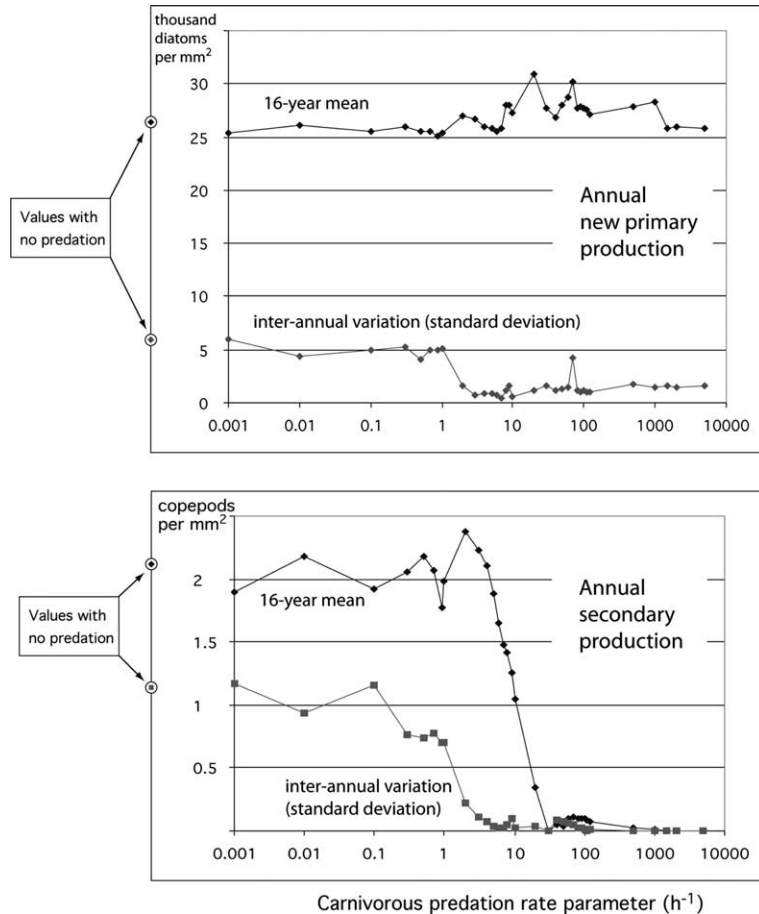 thousand
diatoms
per mm2
30
25
20
15
10
5
0
16-year mean
Values with
no predation
Annual
new primary
production
inter-annual variation (standard deviation)
0.001 0.01 0.1 1 10 100 1000 10000
copepods
per mm2
2
1.5
1
0.5
16-year mean
Values with
no predation
Annual
secondary
production
inter-annual variation
(standard deviation)
0.001 0.01 0.1 1 10 100 1000 10000
Carnivorous predation rate parameter (h-1)